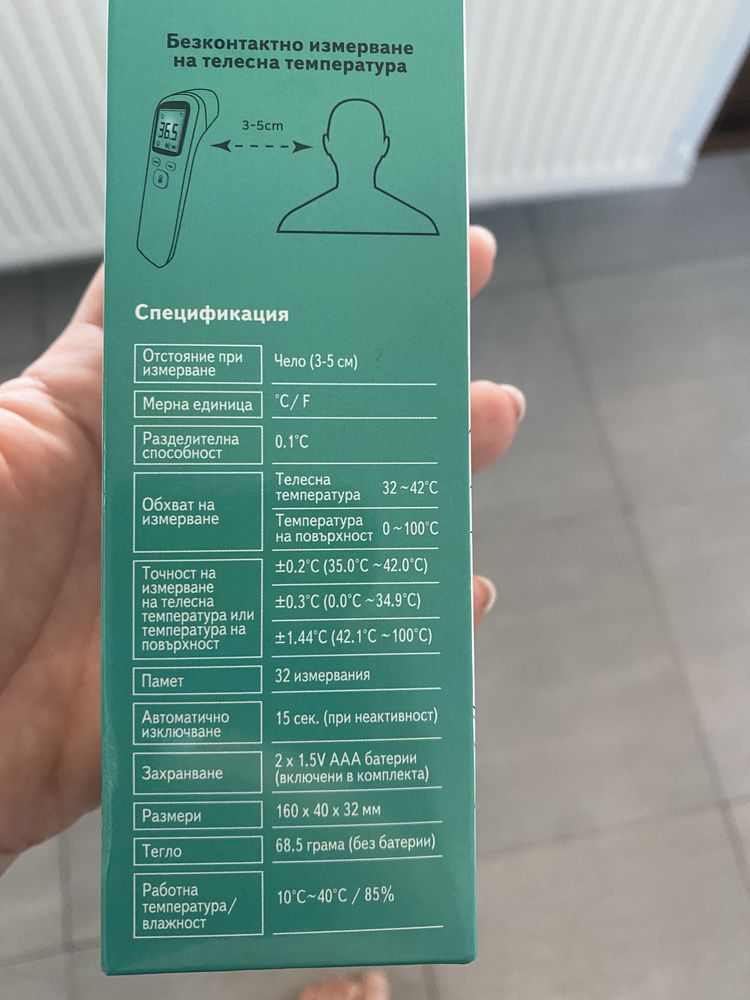 Безконтактно измерване
на телесна температура
36.5
3-5cm
Спецификация
Отстояние при
измерване
Чело (3-5 см)
Мерна единица
°C/ F
Разделителна
способност
0.1°C
Обхват на
измерване
Телесна
температура
32 ~42°C
Температура
на повърхност
0 ~100°C
Точност на
измерване
на телесна
температура или
температура на
повърхност
±0.2°C (35.0°C ~42.0°C)
±0.3°C (0.0°C ~34.9°C)
±1.44°C (42.1°C ~100°C)
Памет
32 измервания
Автоматично
изключване
15 сек. (при неактивност)
Захранване
2 x 1.5V AAA батерии
(включени в комплекта)
Размери
160 x 40 x 32 мм
Тегло
68.5 грама (без батерии)
Работна
температура/
влажност
10°C~40°C / 85%